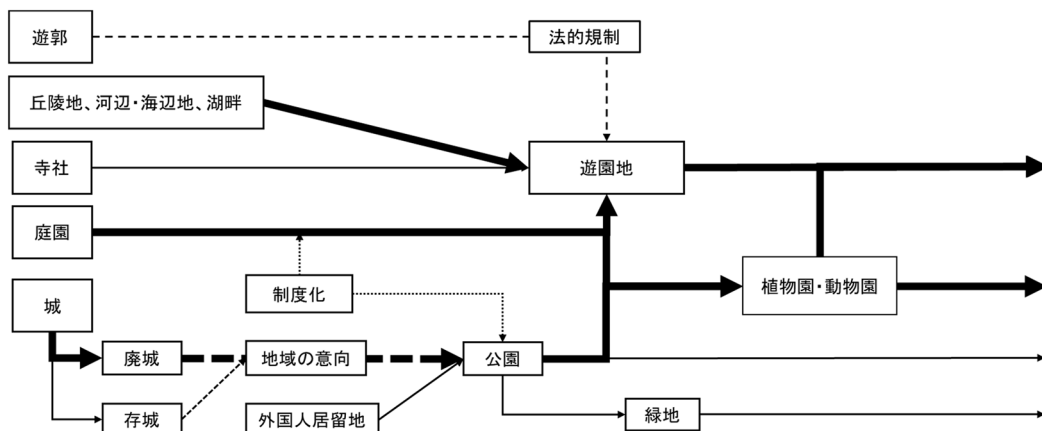 遊郭
法的規制
丘陵地、河辺・海辺地、湖畔
寺社
遊園地
庭園
制度化
植物園・動物園
城
廃城
地域の意向
公園
存城
外国人居留地
緑地